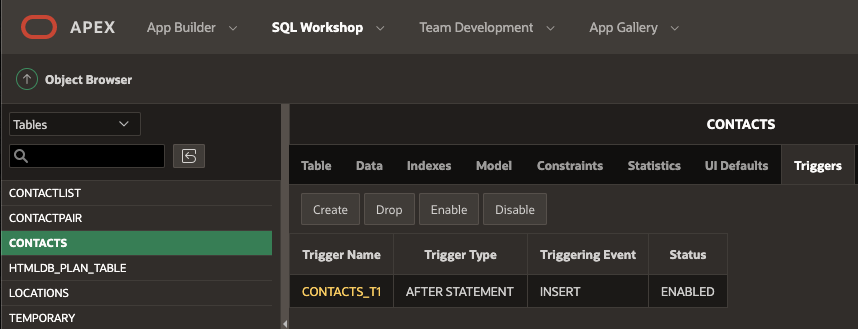 APEX App Builder SQL Workshop Team Development App Gallery
Object Browser
Tables
CONTACTLIST
CONTACTPAIR
CONTACTS
HTMLDB_PLAN_TABLE
LOCATIONS
TEMPORARY
CONTACTS
Table Data Indexes Model Constraints Statistics UI Defaults Triggers
Create Drop Enable Disable
Trigger Name Trigger Type Triggering Event Status
CONTACTS_T1 AFTER STATEMENT INSERT ENABLED